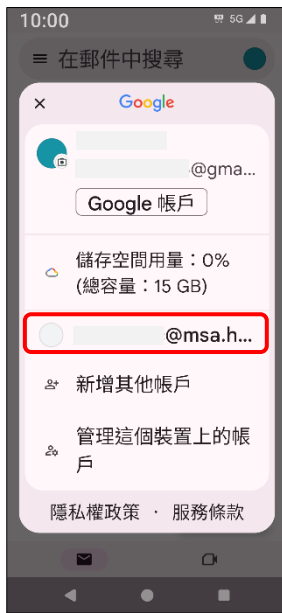 10:00 5G
在郵件中搜尋
Google
@gma...
Google 帳戶
儲存空間用量：0%
(總容量：15 GB)
@msa.h...
新增其他帳戶
管理這個裝置上的帳
戶
隱私權政策 · 服務條款